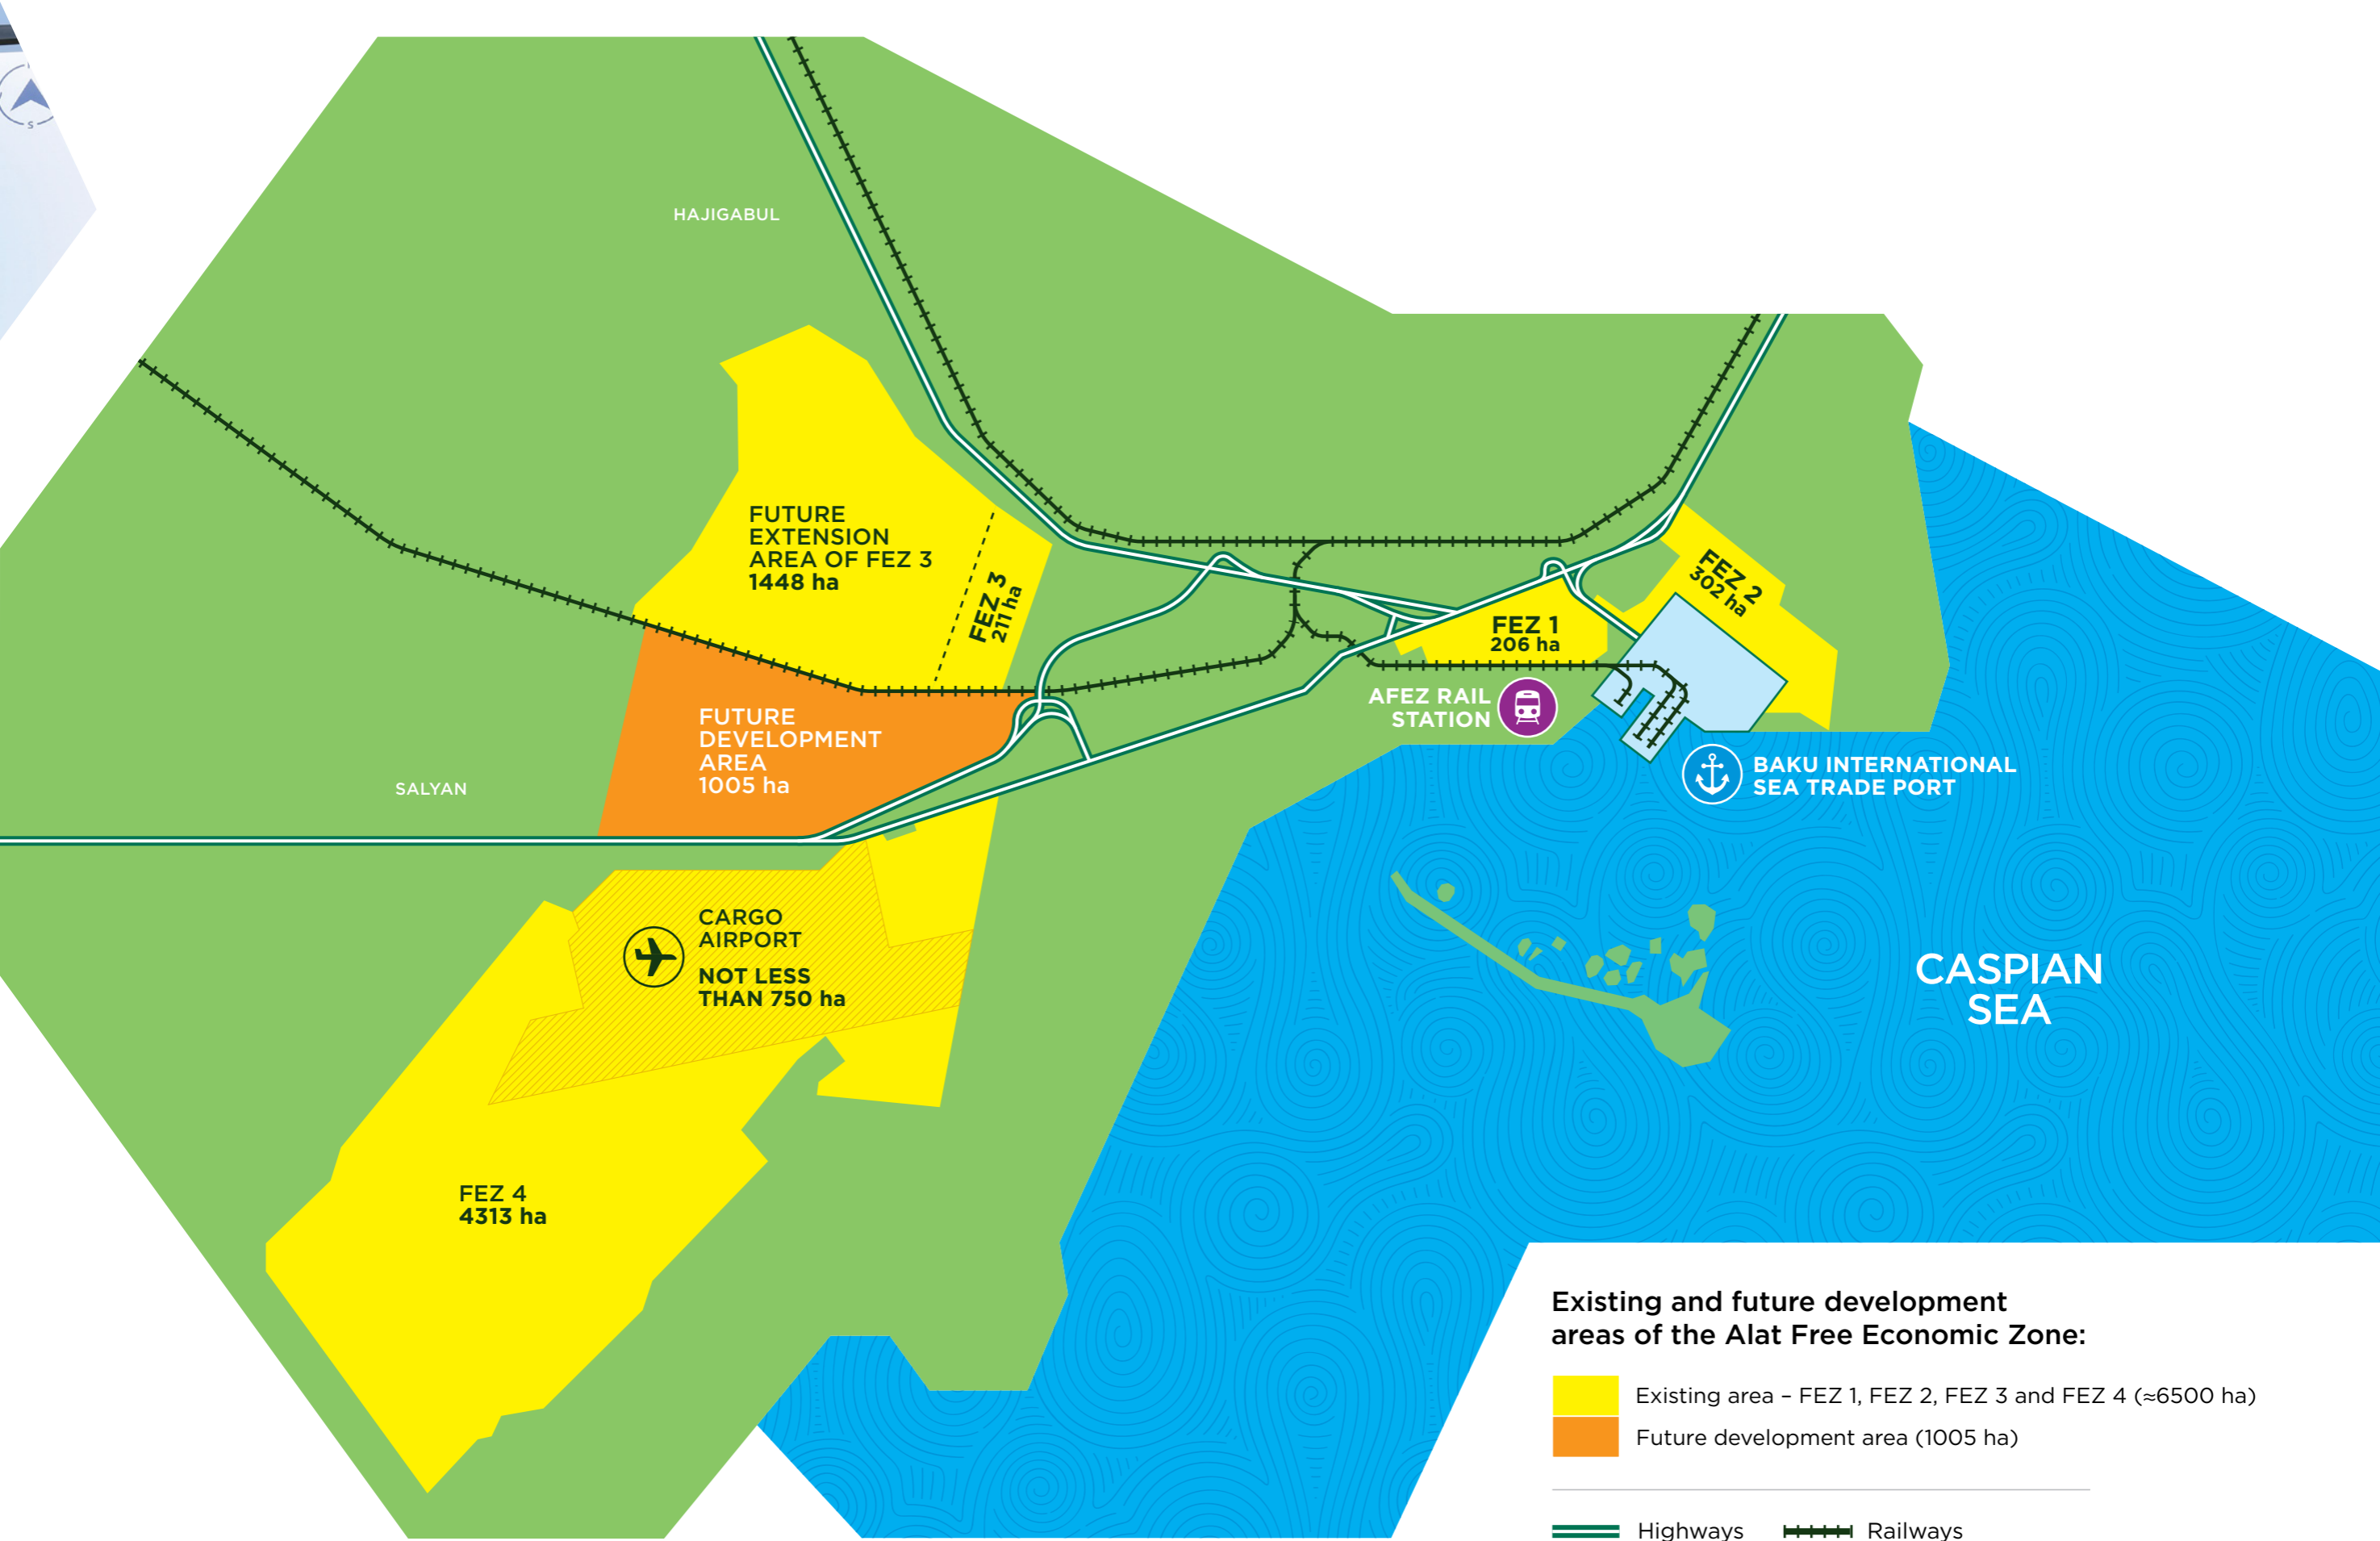 S
HAJIGABUL
FUTURE
EXTENSION
AREA OF FEZ 3
1448 ha
FEZ 3
211 ha
FEZ 2
302 ha
FEZ 1
206 ha
AFEZ RAIL
STATION
FUTURE
DEVELOPMENT
AREA
1005 ha
SALYAN
BAKU INTERNATIONAL
SEA TRADE PORT
CARGO
AIRPORT
NOT LESS
THAN 750 ha
CASPIAN
SEA
FEZ 4
4313 ha
Existing and future development
areas of the Alat Free Economic Zone:
Existing area – FEZ 1, FEZ 2, FEZ 3 and FEZ 4 (≈6500 ha)
Future development area (1005 ha)
Highways
Railways